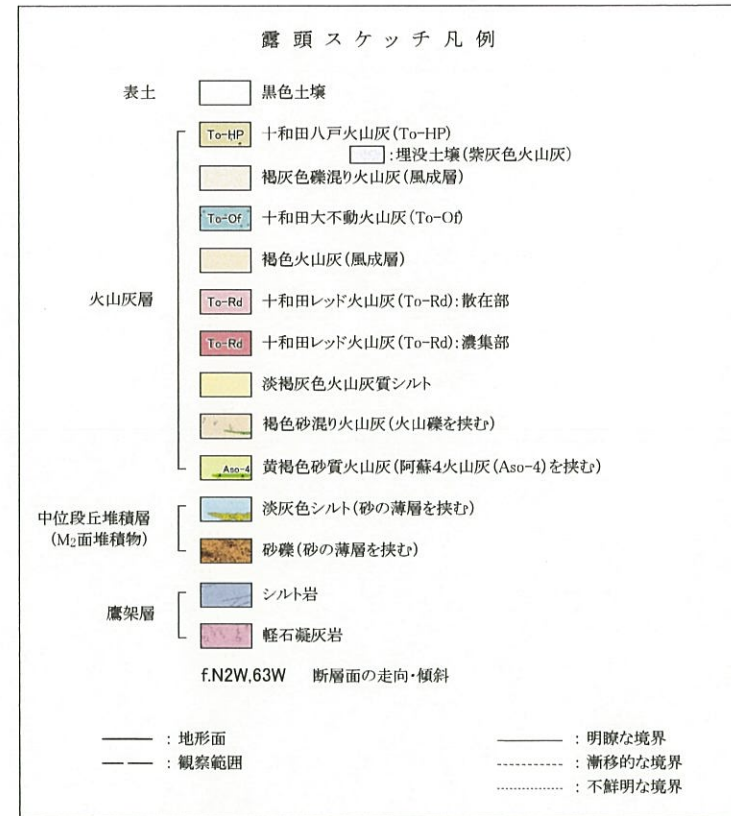 露頭スケッチ凡例
表土 黒色土壌
To-HP 十和田八戸火山灰(To-HP)
:埋没土壌(紫灰色火山灰)
褐灰色礫混り火山灰(風成層)
To-Of 十和田大不動火山灰(To-Of)
褐色火山灰(風成層)
火山灰層 To-Rd 十和田レッド火山灰(To-Rd):散在部
To-Rd 十和田レッド火山灰(To-Rd):濃集部
淡褐灰色火山灰質シルト
褐色砂混り火山灰(火山礫を挟む)
Aso-4 黄褐色砂質火山灰(阿蘇4火山灰(Aso-4)を挟む)
中位段丘堆積層
(M2面堆積物)
淡灰色シルト(砂の薄層を挟む)
砂礫(砂の薄層を挟む)
鷹架層
シルト岩
軽石凝灰岩
f.N2W,63W 断層面の走向・傾斜
:地形面
:観察範囲
:明瞭な境界
:漸移的な境界
:不鮮明な境界